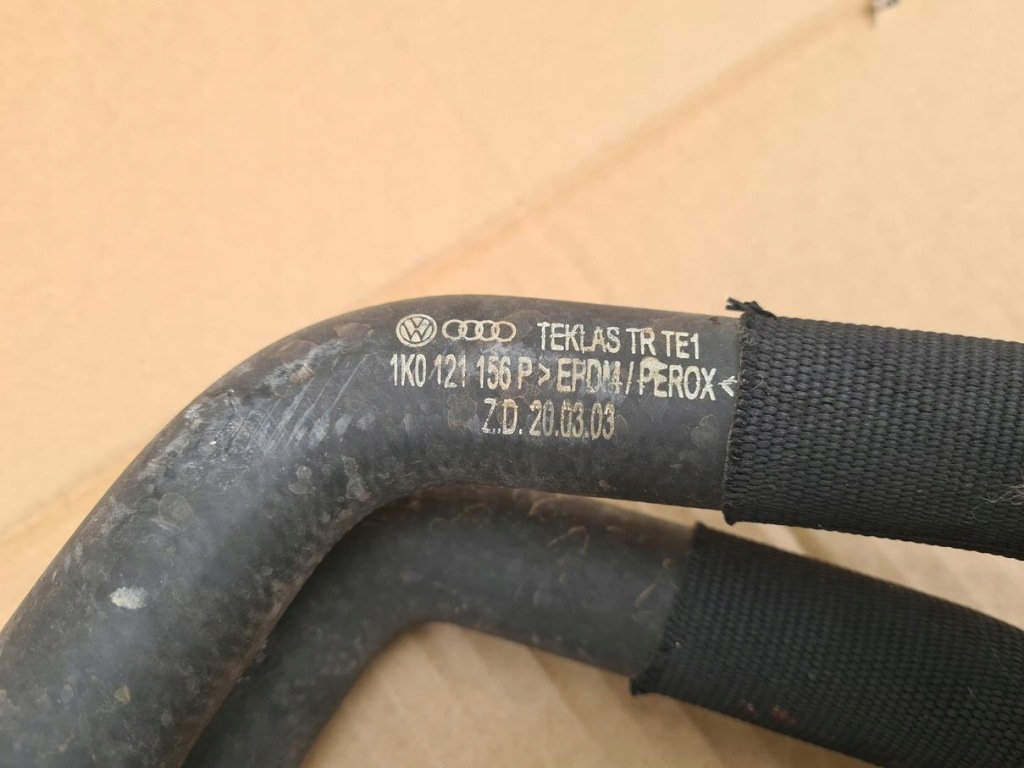 TEKLAS TR TE1
1K0 121 156 P >EPDM/PEROX<
Z.D. 20.03.03